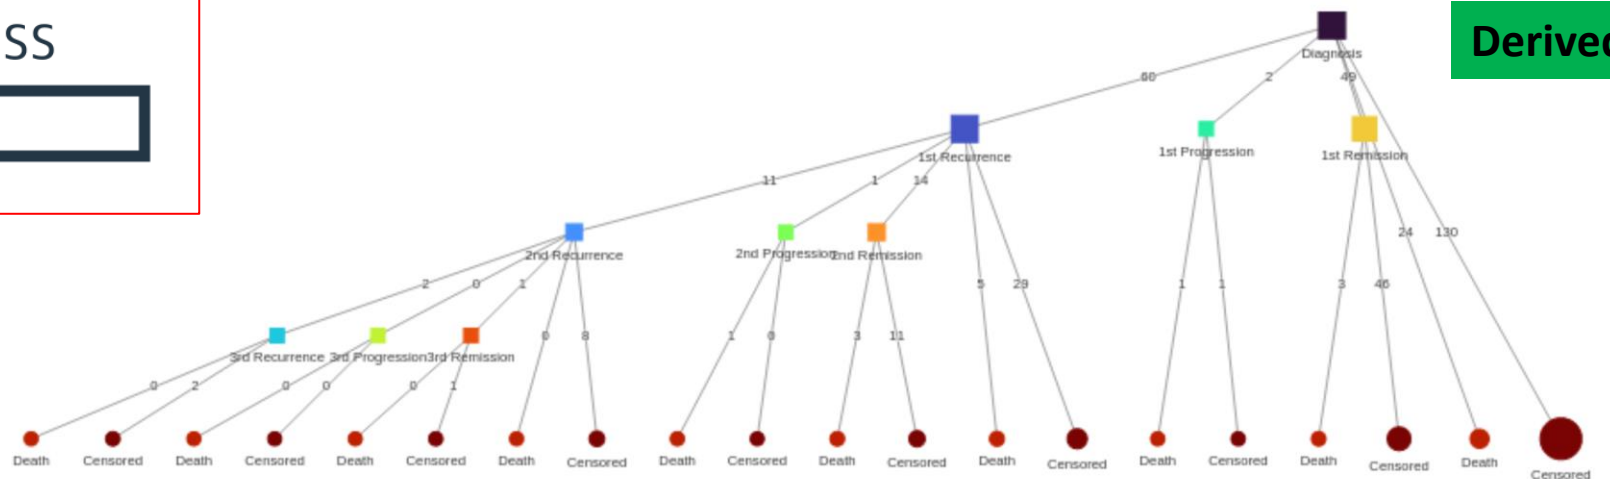 SS
Derived
Diagnosis
60
2
49
1st Recurrence
1st Progression
1st Remission
11
1
14
24
130
2nd Recurrence
2nd Progression
2nd Remission
2
0
1
5
29
1
1
3
46
0
8
1
0
3
11
3rd Recurrence
3rd Progression
3rd Remission
0
2
0
0
0
1
Death
Censored
Death
Censored
Death
Censored
Death
Censored
Death
Censored
Death
Censored
Death
Censored
Death
Censored
Death
Censored
Death
Censored